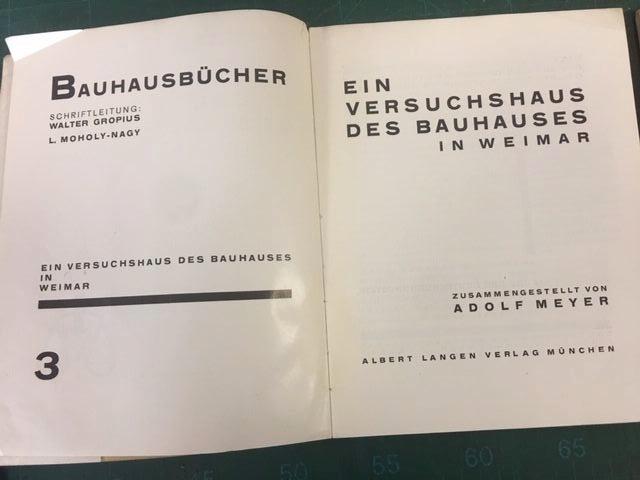 BAUHAUSBÜCHER
SCHRIFTLEITUNG:
WALTER GROPIUS
L. MOHOLY-NAGY
EIN VERSUCHSHAUS DES BAUHAUSES
IN
WEIMAR
3
EIN
VERSUCHSHAUS
DES BAUHAUSES
IN WEIMAR
ZUSAMMENGESTELLT VON
ADOLF MEYER
ALBERT LANGEN VERLAG MÜNCHEN
50
55
60
65